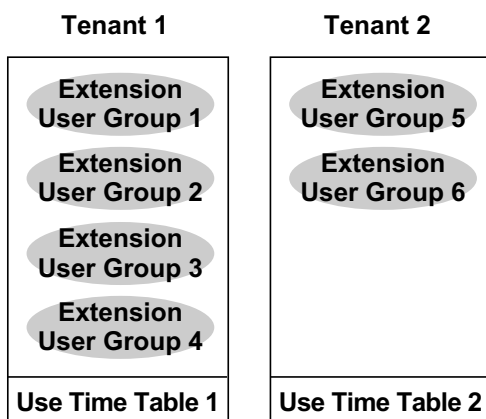 Tenant 1
Extension
User Group 1
Extension
User Group 2
Extension
User Group 3
Extension
User Group 4
Use Time Table 1
Tenant 2
Extension
User Group 5
Extension
User Group 6
Use Time Table 2